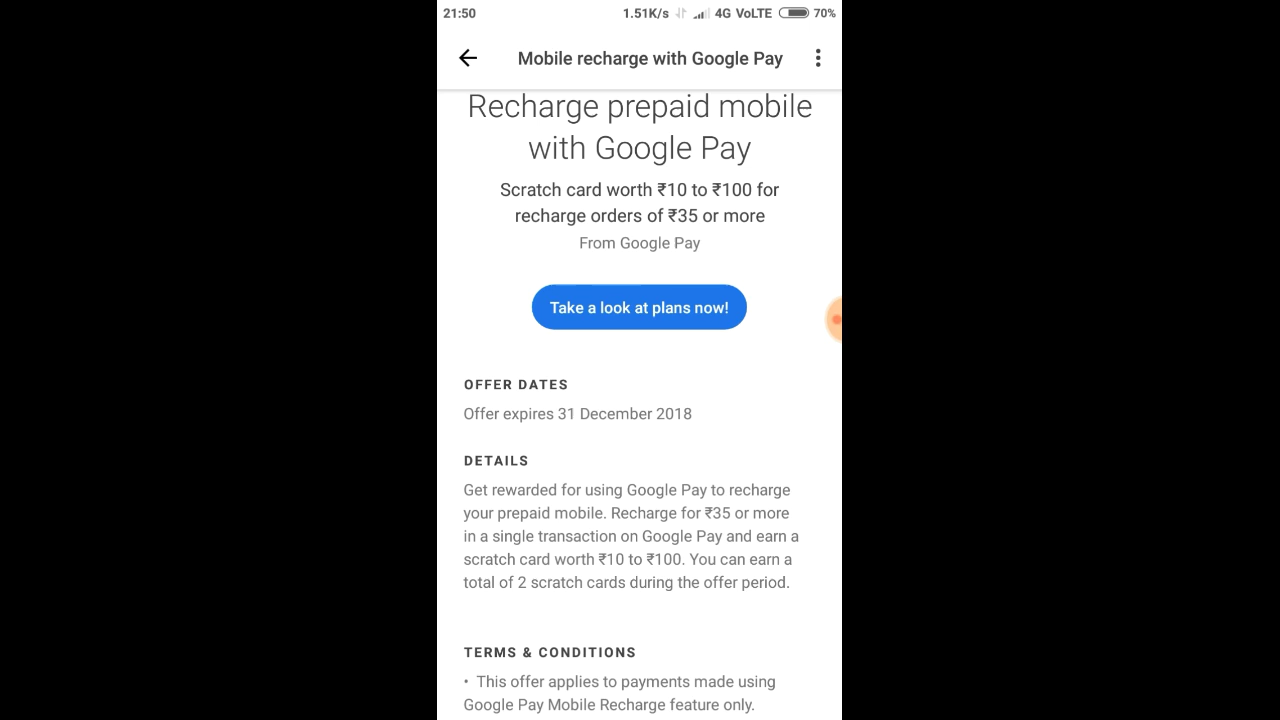 21:50 1.51K/s 4G VoLTE 70%
Mobile recharge with Google Pay
Recharge prepaid mobile
with Google Pay
Scratch card worth ₹10 to ₹100 for
recharge orders of ₹35 or more
From Google Pay
Take a look at plans now!
OFFER DATES
Offer expires 31 December 2018
DETAILS
Get rewarded for using Google Pay to recharge
your prepaid mobile. Recharge for ₹35 or more
in a single transaction on Google Pay and earn a
scratch card worth ₹10 to ₹100. You can earn a
total of 2 scratch cards during the offer period.
TERMS & CONDITIONS
• This offer applies to payments made using
Google Pay Mobile Recharge feature only.